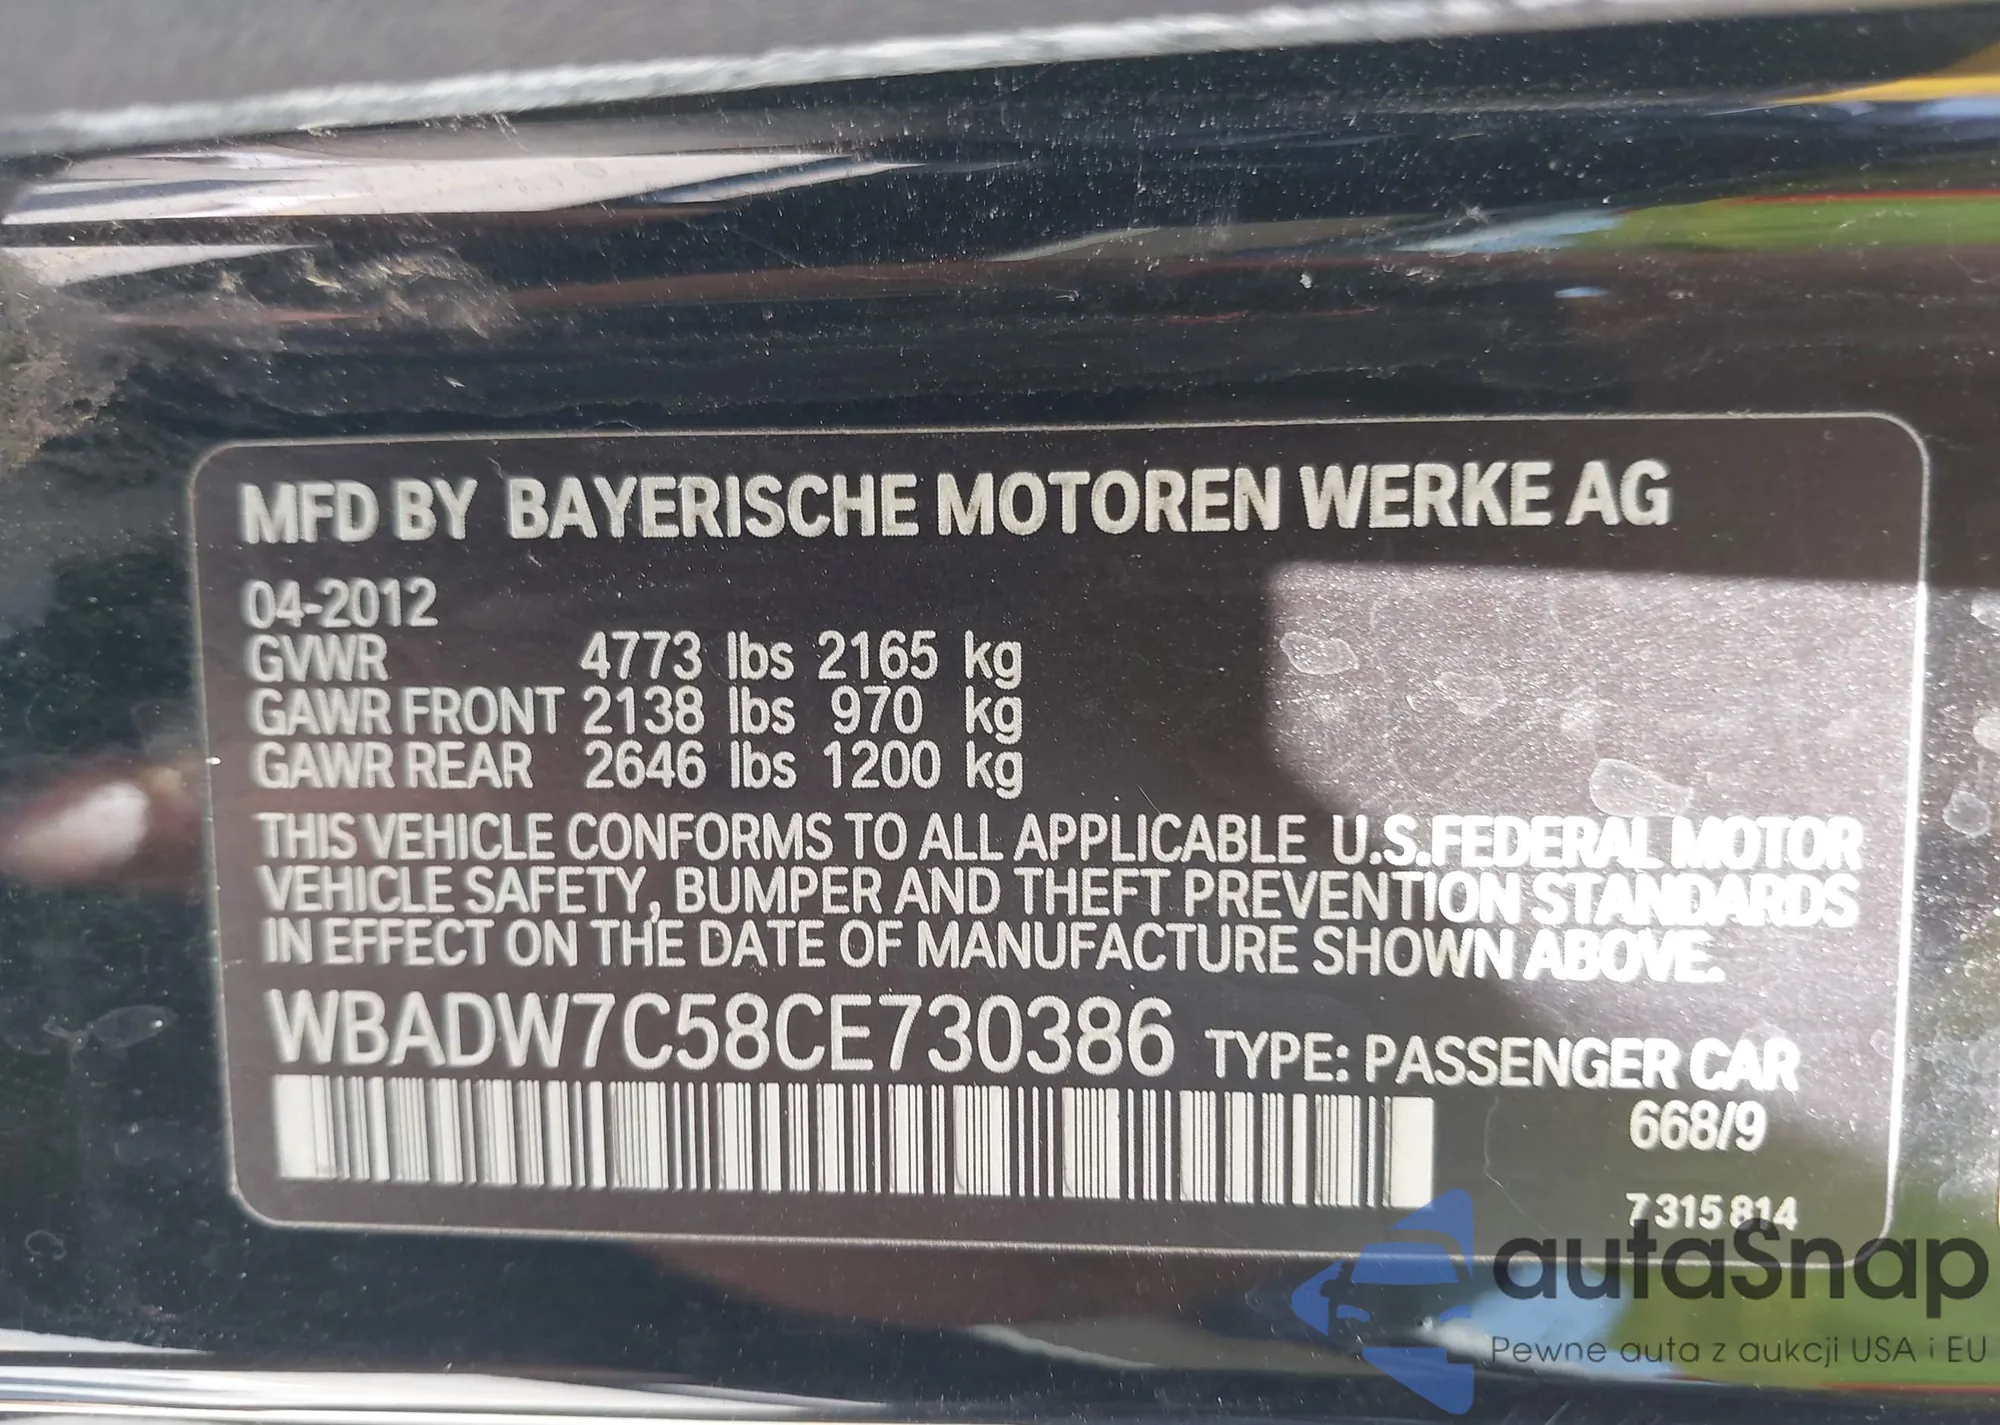 MFD BY BAYERISCHE MOTOREN WERKE AG
04-2012
GVWR 4773 lbs 2165 kg
GAWR FRONT 2138 lbs 970 kg
GAWR REAR 2646 lbs 1200 kg
THIS VEHICLE CONFORMS TO ALL APPLICABLE U.S.FEDERAL MOTOR
VEHICLE SAFETY, BUMPER AND THEFT PREVENTION STANDARDS
IN EFFECT ON THE DATE OF MANUFACTURE SHOWN ABOVE.
WBADW7C58CE730386 TYPE: PASSENGER CAR
668/9
7 315 814
autaSnap
Pewne auta z aukcji USA i EU